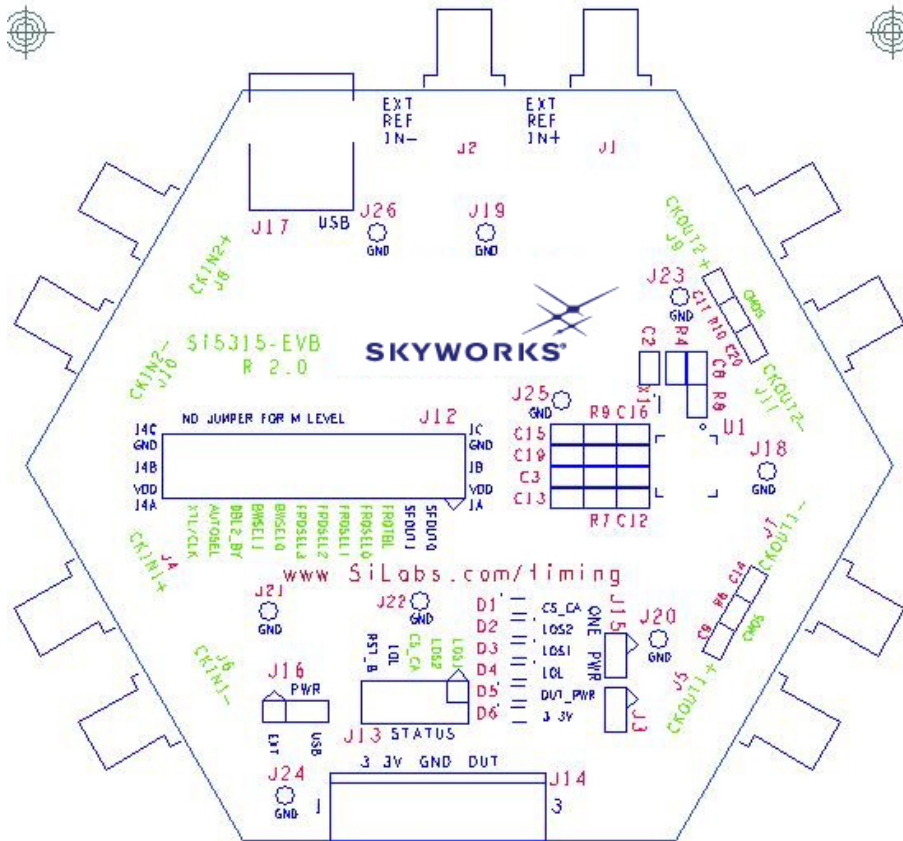 EXT
REF
IN-
EXT
REF
IN+
J2
J1
J17
USB
J26
GND
J19
GND
CKIN2+
J8
CKOUT2+
J9
J23
GND
CMOS
C11 R10 C20
Si5315-EVB
R 2.0
SKYWORKS
C2
R4
C8
R8
X1
CKIN2-
J10
CKOUT2-
J11
J25
GND
NO JUMPER FOR M LEVEL
J12
J4C
GND
J4B
VDD
J4A
JC
GND
JB
VDD
JA
R9 C16
C15
C19
C3
C13
R7 C12
U1
J18
GND
XTL/CLK
AUTOSEL
DBL2_BY
BWSEL1
BWSEL0
FRQSEL3
FRQSEL2
FRQSEL1
FRQSEL0
FRQTBL
SFOUT1
SFOUT0
J4
CKIN1+
J7
CKOUT1-
www SiLabs.com/timing
J21
GND
J22
GND
D1 CS_CA
D2 LOS2
D3 LOS1
D4 LOL
D5 DUT_PWR
D6 3 3V
J15
ONE PWR
J20
GND
R6 C14
C9
CMOS
J5
CKOUT1+
J6
CKIN1-
RST_B
LOL
CS_CA
LOS2
LOS1
J16
PWR
EXT
USB
J13
STATUS
J3
J24
GND
3 3V GND DUT
J14
1
3